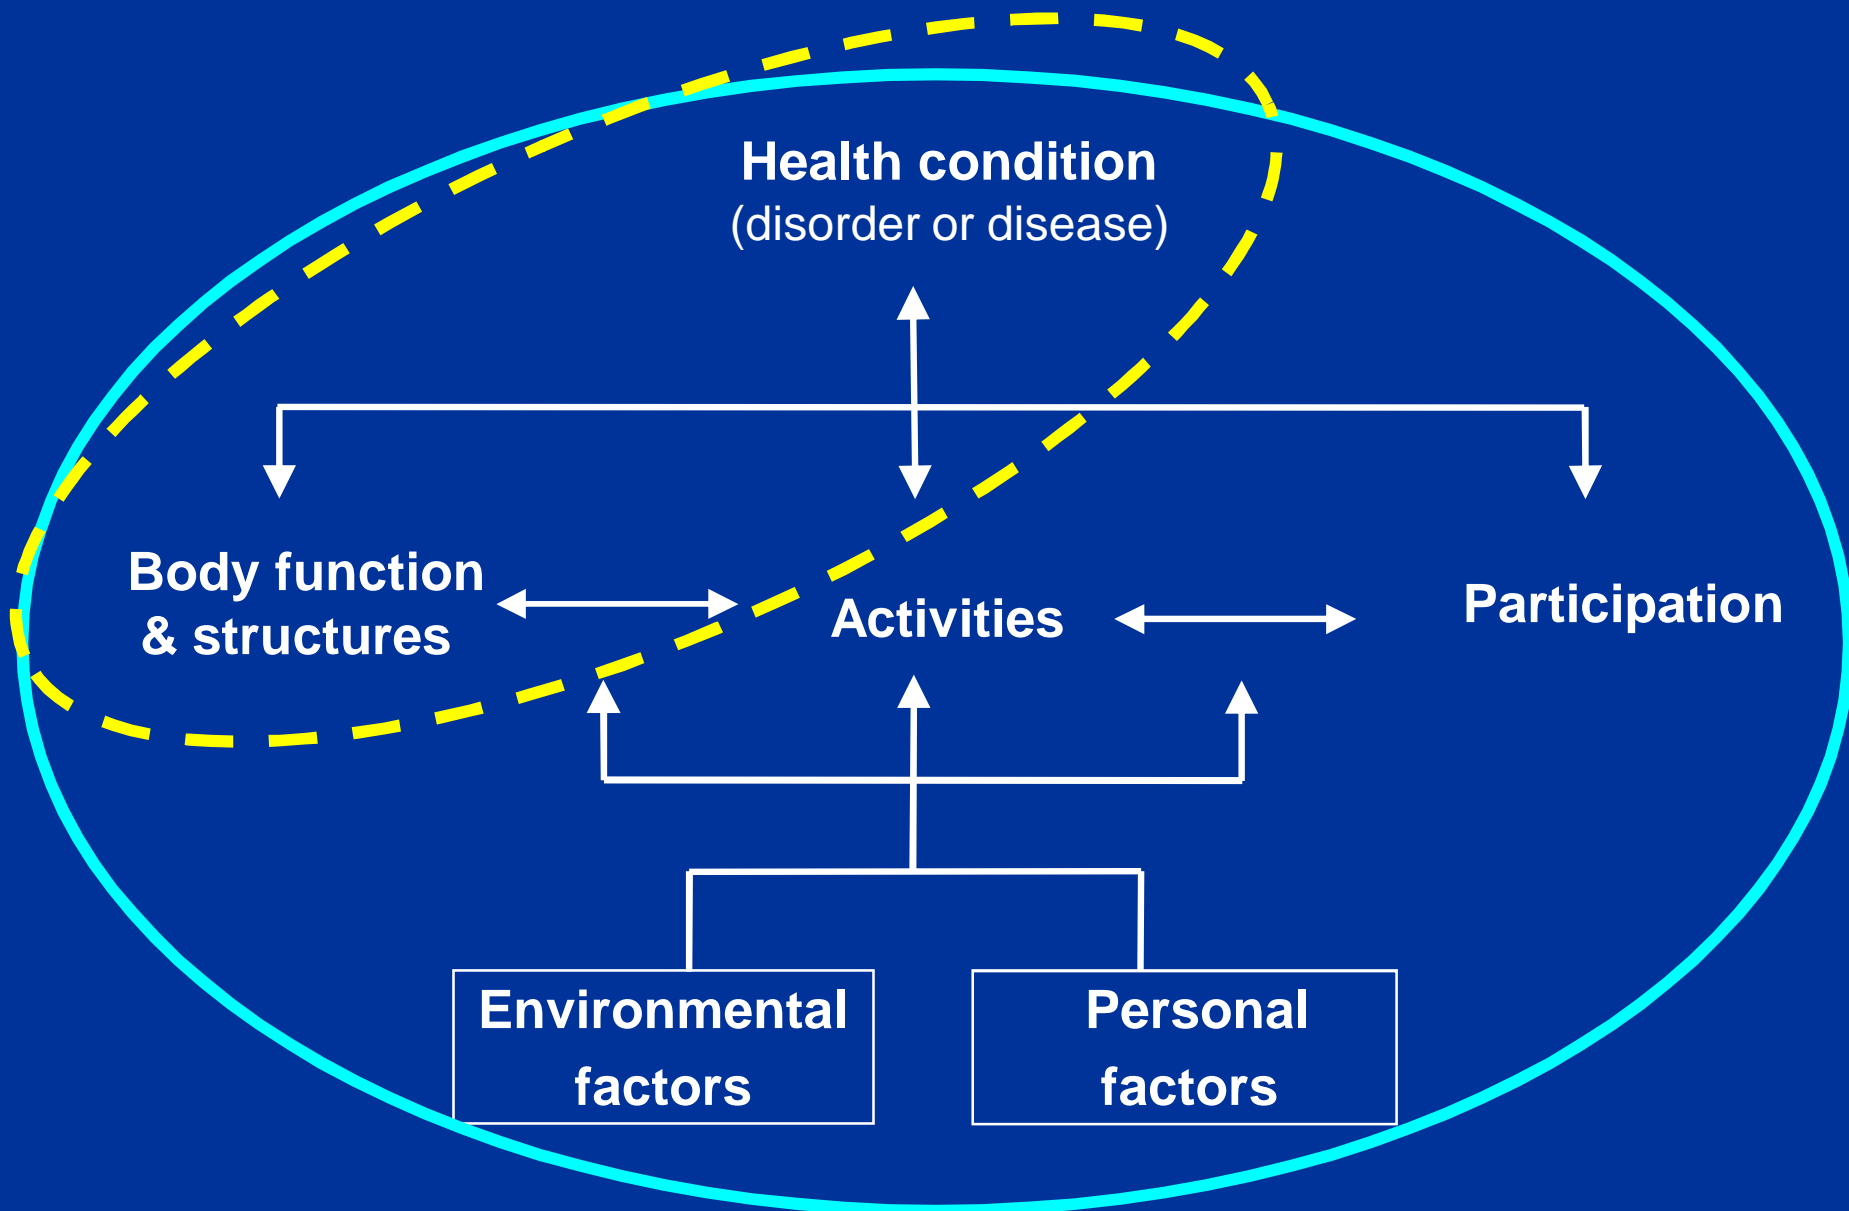 Health condition
(disorder or disease)
Body function
& structures
Activities
Participation
Environmental
factors
Personal
factors